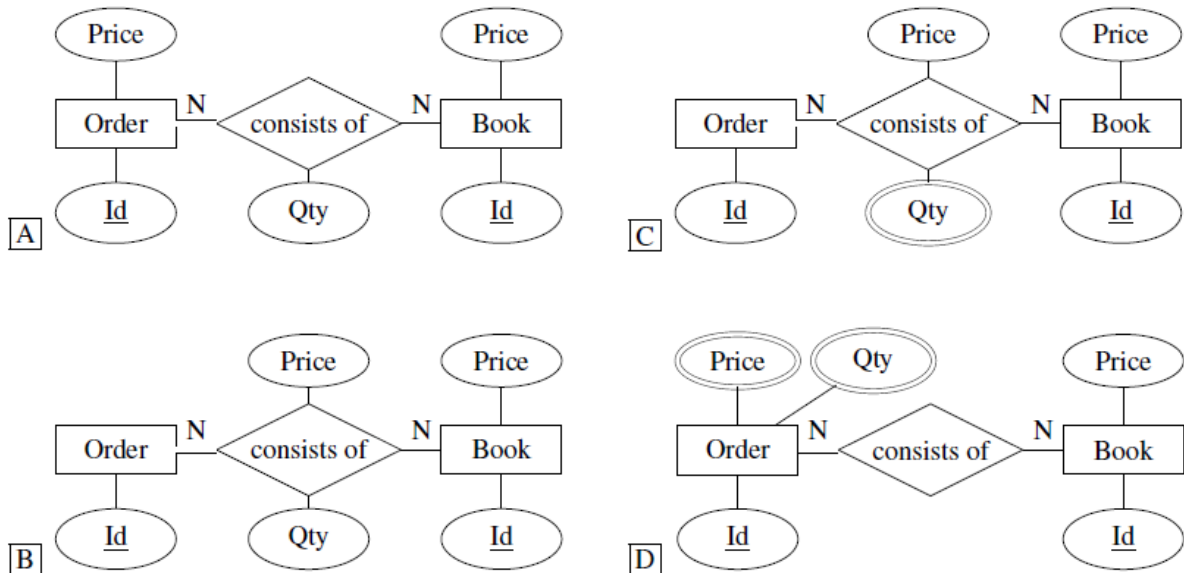 Price Price
Order N consists of N Book
Id Qty Id
A
Price Price
Order N consists of N Book
Id Qty Id
C
Price Price
Order N consists of N Book
Id Qty Id
B
Price Qty Price
Order N consists of N Book
Id Id
D